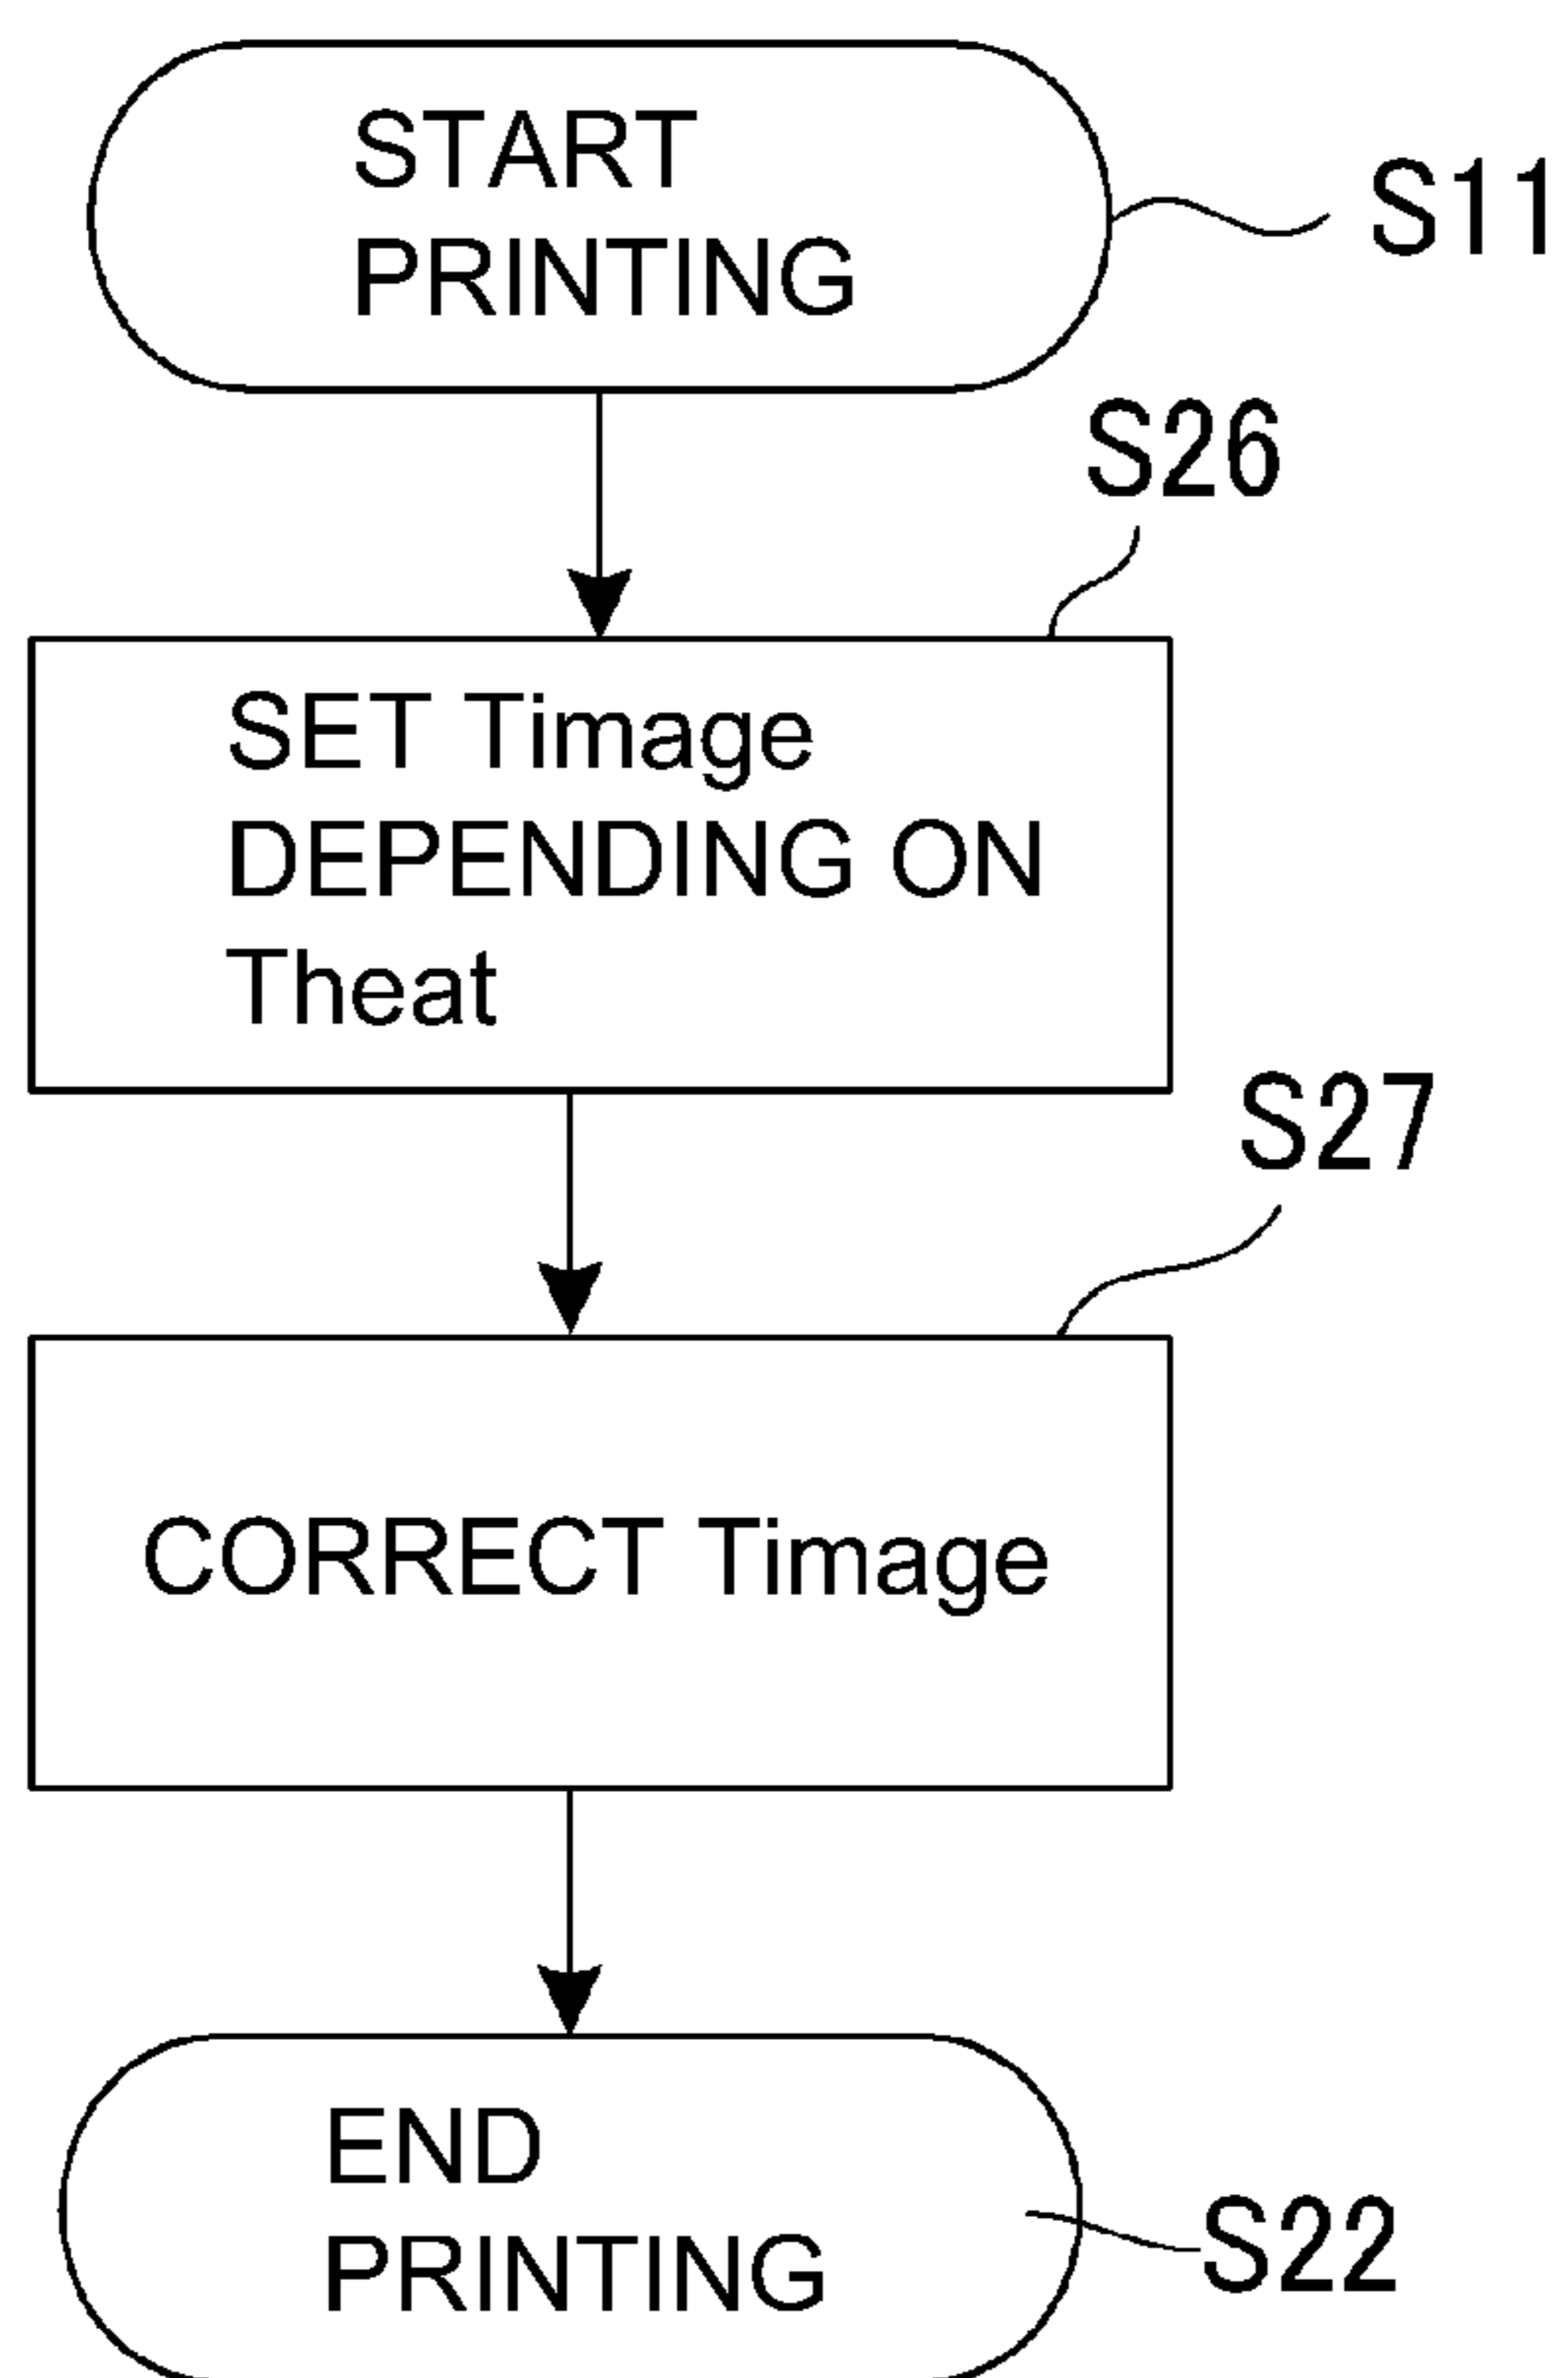 START
PRINTING
S11
S26
SET Timage
DEPENDING ON
Theat
S27
CORRECT Timage
END
PRINTING
S22